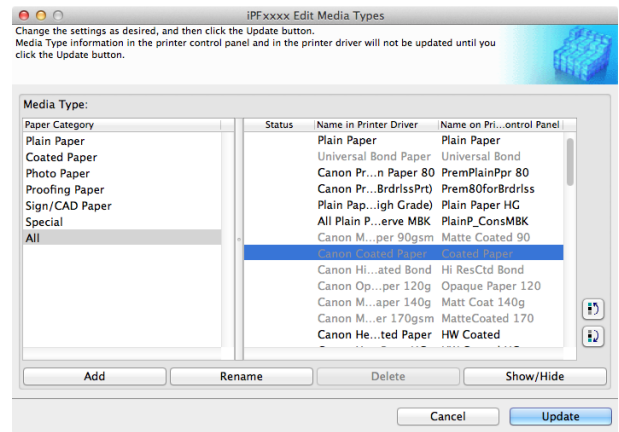 iPFxxxx Edit Media Types
Change the settings as desired, and then click the Update button.
Media Type information in the printer control panel and in the printer driver will not be updated until you
click the Update button.
Media Type:
Paper Category Status Name in Printer Driver Name on Pri...ontrol Panel
Plain Paper Plain Paper Plain Paper
Coated Paper Universal Bond Paper Universal Bond
Photo Paper Canon Pr...n Paper 80 PremPlainPpr 80
Proofing Paper Canon Pr...BrdrlssPrt) Prem80forBrdrlss
Sign/CAD Paper Plain Pap...igh Grade) Plain Paper HG
Special All Plain P...erve MBK PlainP_ConsMBK
All Canon M...per 90gsm Matte Coated 90
Canon Coated Paper Coated Paper
Canon Hi...ated Bond Hi ResCtd Bond
Canon Op...per 120g Opaque Paper 120
Canon M...aper 140g Matt Coat 140g
Canon M...er 170gsm MatteCoated 170
Canon He...ted Paper HW Coated
Add Rename Delete Show/Hide
Cancel Update